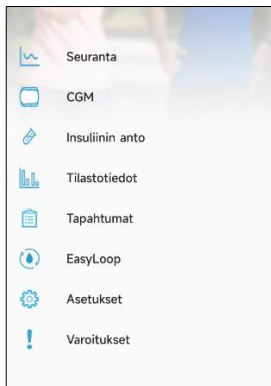 Seuranta
CGM
Insuliinin anto
Tilastotiedot
Tapahtumat
EasyLoop
Asetukset
Varoitukset